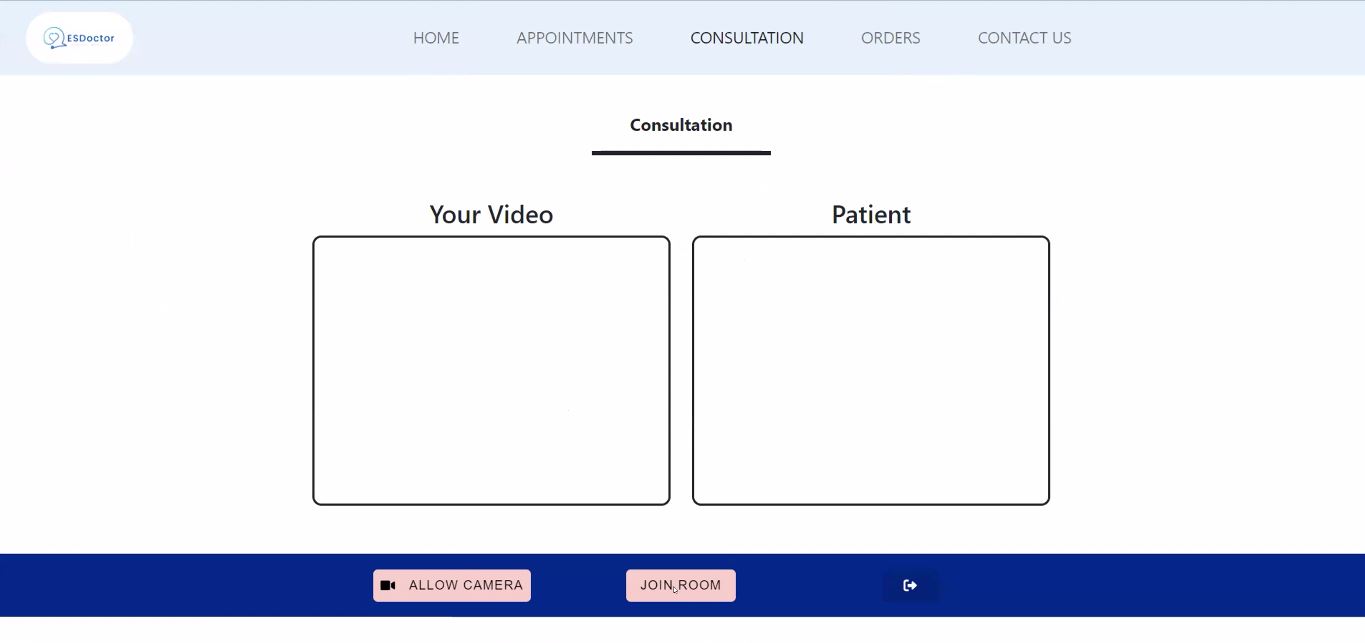 ESDoctor
HOME APPOINTMENTS CONSULTATION ORDERS CONTACT US
Consultation
Your Video Patient
ALLOW CAMERA JOIN ROOM